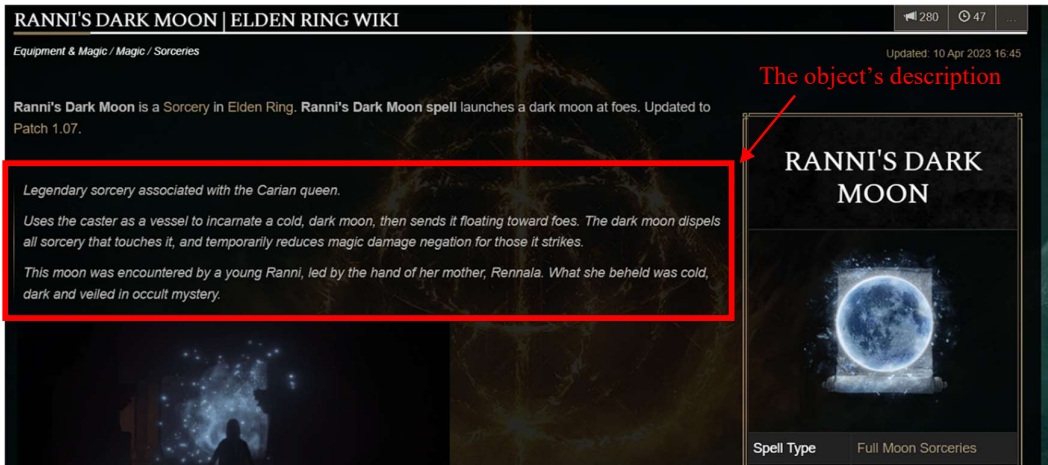 RANNI'S DARK MOON | ELDEN RING WIKI
280
47
...
Equipment & Magic / Magic / Sorceries
Updated: 10 Apr 2023 16:45
The object's description
Ranni's Dark Moon is a Sorcery in Elden Ring. Ranni's Dark Moon spell launches a dark moon at foes. Updated to
Patch 1.07.
Legendary sorcery associated with the Carian queen.
Uses the caster as a vessel to incarnate a cold, dark moon, then sends it floating toward foes. The dark moon dispels
all sorcery that touches it, and temporarily reduces magic damage negation for those it strikes.
This moon was encountered by a young Ranni, led by the hand of her mother, Rennala. What she beheld was cold,
dark and veiled in occult mystery.
RANNI'S DARK
MOON
Spell Type
Full Moon Sorceries